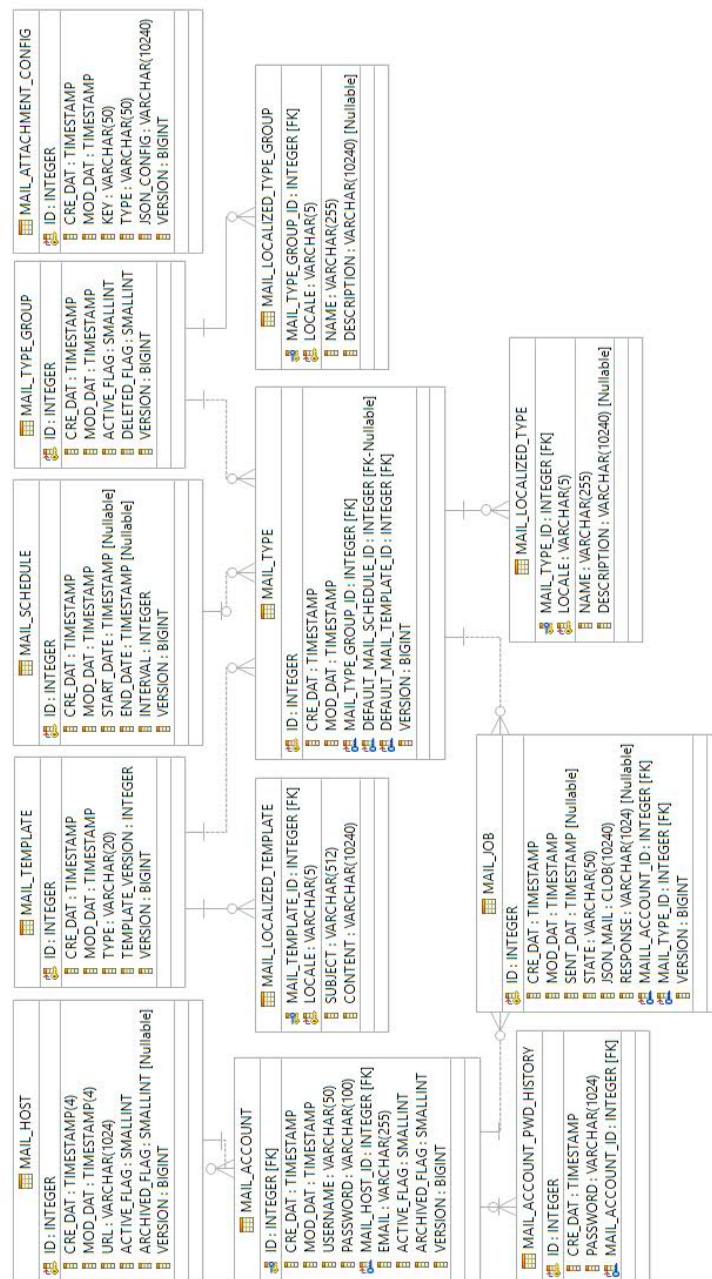 MAIL_HOST
ID : INTEGER
CRE_DAT : TIMESTAMP(4)
MOD_DAT : TIMESTAMP(4)
URL : VARCHAR(1024)
ACTIVE_FLAG : SMALLINT
ARCHIVED_FLAG : SMALLINT [Nullable]
VERSION : BIGINT
MAIL_TEMPLATE
ID : INTEGER
CRE_DAT : TIMESTAMP
MOD_DAT : TIMESTAMP
TYPE : VARCHAR(20)
TEMPLATE_VERSION : INTEGER
VERSION : BIGINT
MAIL_SCHEDULE
ID : INTEGER
CRE_DAT : TIMESTAMP
MOD_DAT : TIMESTAMP
START_DATE : TIMESTAMP [Nullable]
END_DATE : TIMESTAMP [Nullable]
INTERVAL : INTEGER
VERSION : BIGINT
MAIL_TYPE_GROUP
ID : INTEGER
CRE_DAT : TIMESTAMP
MOD_DAT : TIMESTAMP
ACTIVE_FLAG : SMALLINT
DELETED_FLAG : SMALLINT
VERSION : BIGINT
MAIL_ATTACHMENT_CONFIG
ID : INTEGER
CRE_DAT : TIMESTAMP
MOD_DAT : TIMESTAMP
KEY : VARCHAR(50)
TYPE : VARCHAR(50)
JSON_CONFIG : VARCHAR(10240)
VERSION : BIGINT
MAIL_ACCOUNT
ID : INTEGER [FK]
CRE_DAT : TIMESTAMP
MOD_DAT : TIMESTAMP
USERNAME : VARCHAR(50)
PASSWORD : VARCHAR(100)
MAIL_HOST_ID : INTEGER [FK]
EMAIL : VARCHAR(255)
ACTIVE_FLAG : SMALLINT
ARCHIVED_FLAG : SMALLINT
VERSION : BIGINT
MAIL_LOCALIZED_TEMPLATE
MAIL_TEMPLATE_ID : INTEGER [FK]
LOCALE : VARCHAR(5)
SUBJECT : VARCHAR(512)
CONTENT : VARCHAR(10240)
MAIL_TYPE
ID : INTEGER
CRE_DAT : TIMESTAMP
MOD_DAT : TIMESTAMP
MAIL_TYPE_GROUP_ID : INTEGER [FK]
DEFAULT_MAIL_SCHEDULE_ID : INTEGER [FK-Nullable]
DEFAULT_MAIL_TEMPLATE_ID : INTEGER [FK]
VERSION : BIGINT
MAIL_LOCALIZED_TYPE_GROUP
MAIL_TYPE_GROUP_ID : INTEGER [FK]
LOCALE : VARCHAR(5)
NAME : VARCHAR(255)
DESCRIPTION : VARCHAR(10240) [Nullable]
MAIL_ACCOUNT_PWD_HISTORY
ID : INTEGER
CRE_DAT : TIMESTAMP
PASSWORD : VARCHAR(1024)
MAIL_ACCOUNT_ID : INTEGER [FK]
MAIL_JOB
ID : INTEGER
CRE_DAT : TIMESTAMP
MOD_DAT : TIMESTAMP
SENT_DAT : TIMESTAMP [Nullable]
STATE : VARCHAR(50)
JSON_MAIL : CLOB(10240)
RESPONSE : VARCHAR(1024) [Nullable]
MAILL_ACCOUNT_ID : INTEGER [FK]
MAIL_TYPE_ID : INTEGER [FK]
VERSION : BIGINT
MAIL_LOCALIZED_TYPE
MAIL_TYPE_ID : INTEGER [FK]
LOCALE : VARCHAR(5)
NAME : VARCHAR(255)
DESCRIPTION : VARCHAR(10240) [Nullable]